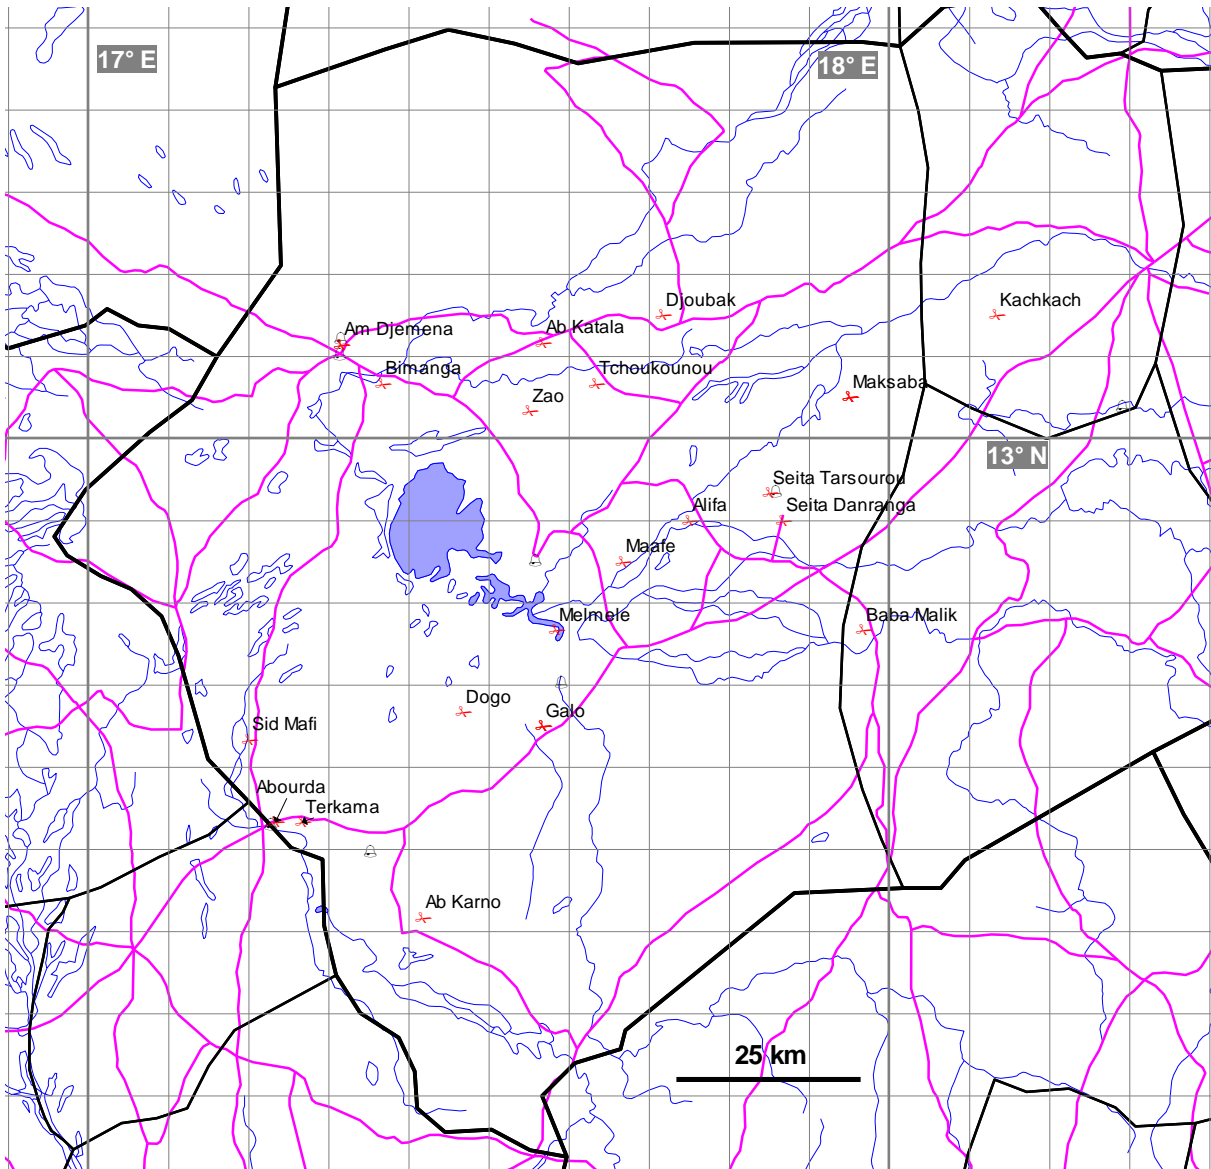 17° E
18° E
Djoubak
Kachkach
Am Djemena
Ab Katala
Bimanga
Tchoukounou
Zao
Maksaba
13° N
Seita Tarsourou
Alifa
Seita Danranga
Maafe
Melmele
Baba Malik
Dogo
Galo
Sid Mafi
Abourda
Terkama
Ab Karno
25 km